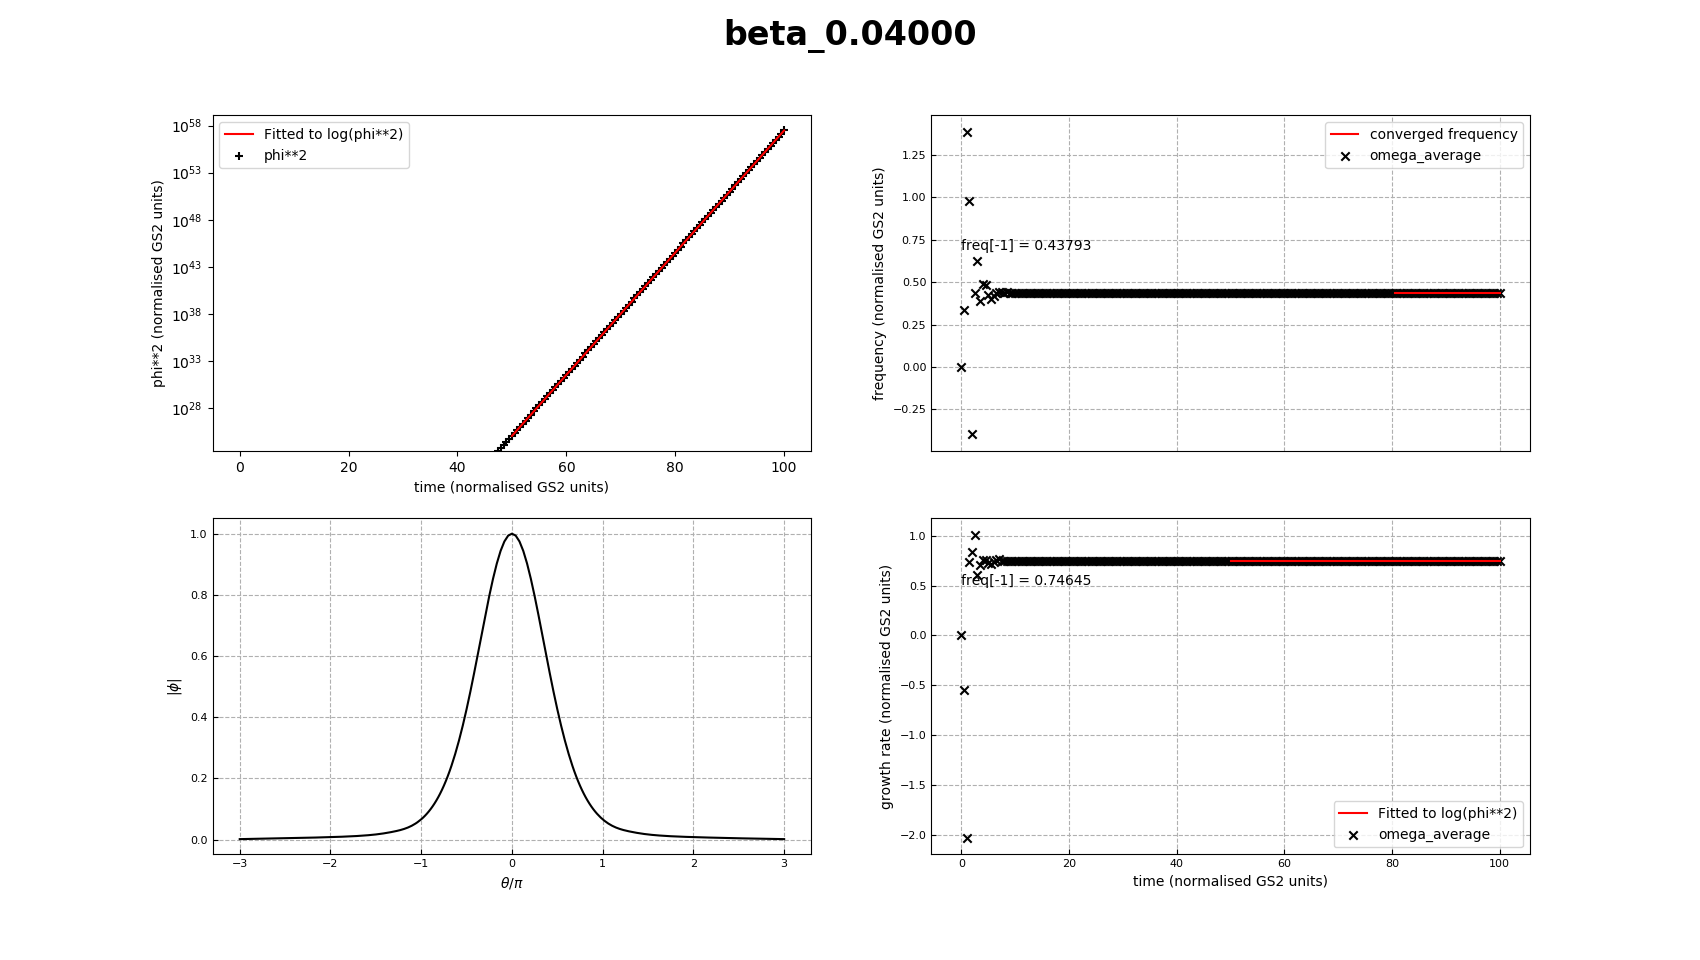 beta_0.04000
10^58
10^53
10^48
10^43
10^38
10^33
10^28
phi**2 (normalised GS2 units)
Fitted to log(phi**2)
phi**2
0 20 40 60 80 100
time (normalised GS2 units)
1.25
1.00
0.75
0.50
0.25
0.00
−0.25
frequency (normalised GS2 units)
converged frequency
omega_average
freq[-1] = 0.43793
1.0
0.8
0.6
0.4
0.2
0.0
|ϕ|
−3 −2 −1 0 1 2 3
θ/π
1.0
0.5
0.0
−0.5
−1.0
−1.5
−2.0
growth rate (normalised GS2 units)
freq[-1] = 0.74645
Fitted to log(phi**2)
omega_average
0 20 40 60 80 100
time (normalised GS2 units)